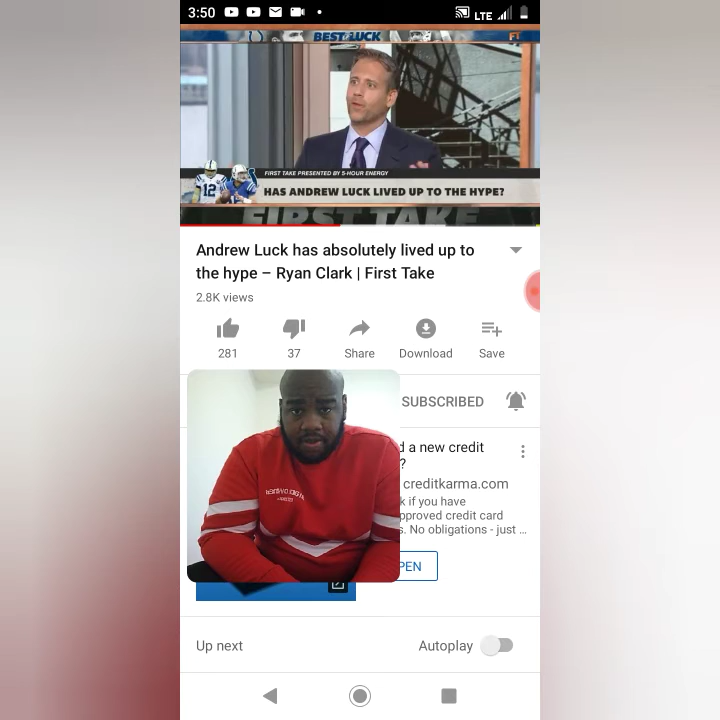 3:50
LTE
BEST LUCK
FT
12
FIRST TAKE PRESENTED BY 5-HOUR ENERGY
HAS ANDREW LUCK LIVED UP TO THE HYPE?
FIRST TAKE
Andrew Luck has absolutely lived up to
the hype – Ryan Clark | First Take
2.8K views
281
37
Share
Download
Save
SUBSCRIBED
d a new credit
?
creditkarma.com
k if you have
pproved credit card
s. No obligations - just ...
PEN
Up next
Autoplay